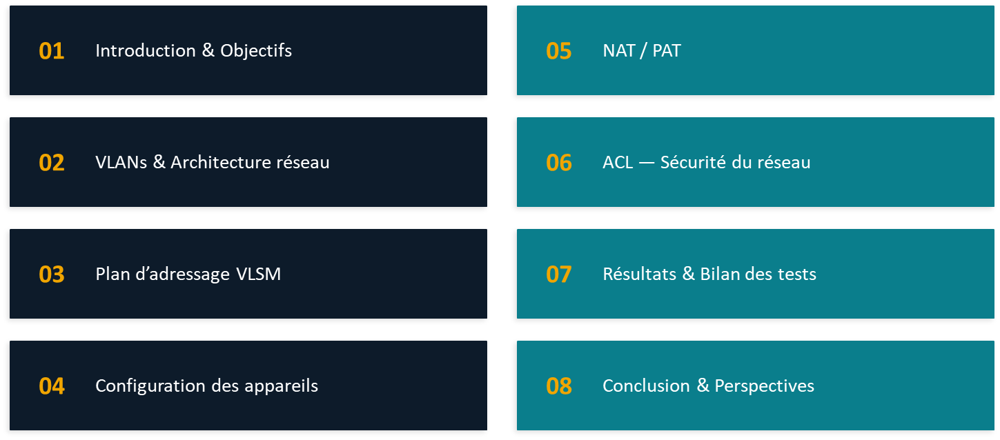 01 Introduction & Objectifs
02 VLANs & Architecture réseau
03 Plan d’adressage VLSM
04 Configuration des appareils
05 NAT / PAT
06 ACL — Sécurité du réseau
07 Résultats & Bilan des tests
08 Conclusion & Perspectives